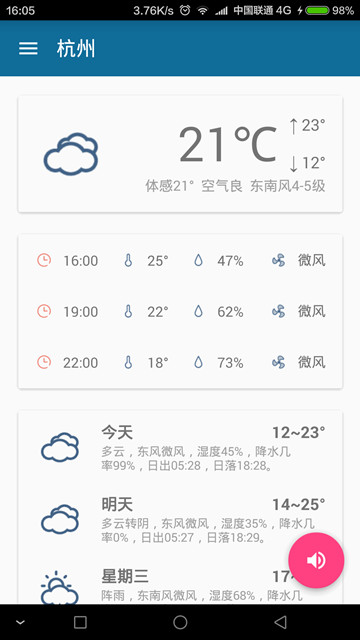 16:05 3.76K/s 中国联通 4G 98%
杭州
21℃ ↑23°
↓12°
体感21° 空气良 东南风4-5级
16:00 25° 47% 微风
19:00 22° 62% 微风
22:00 18° 73% 微风
今天 12~23°
多云，东风微风，湿度45%，降水几
率99%，日出05:28，日落18:28。
明天 14~25°
多云转阴，东风微风，湿度35%，降水几
率0%，日出05:27，日落18:29。
星期三 17~
阵雨，东南风微风，湿度68%，降水几